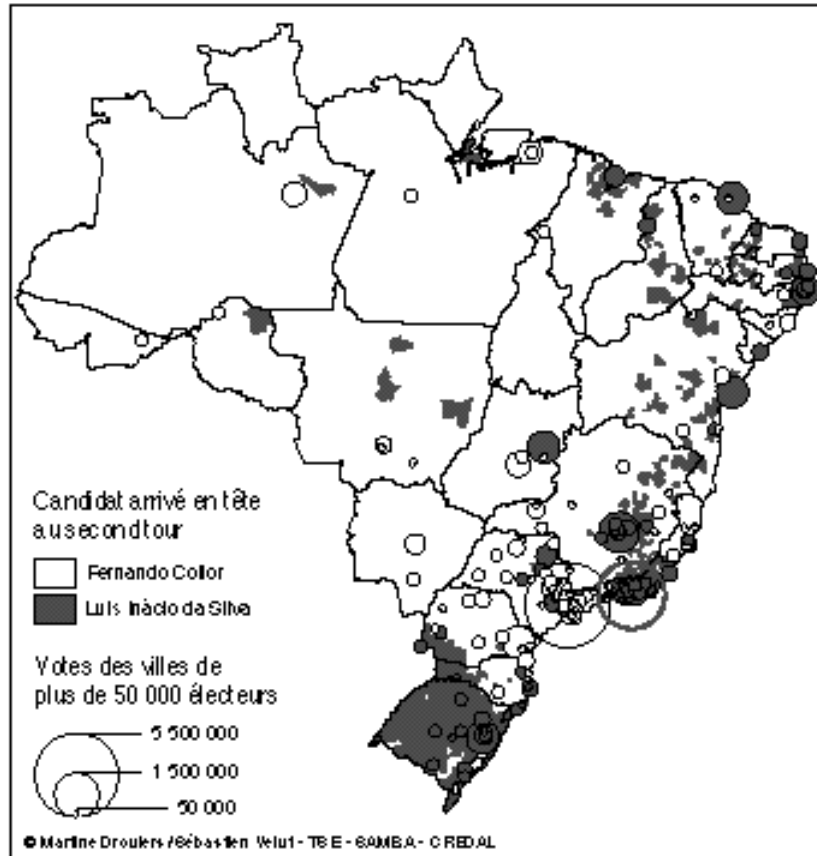 Candidat arrivé en tête
au second tour
Fernando Collor
Luis Inàcio da Silva
Votes des villes de
plus de 50 000 électeurs
5 500 000
1 500 000
50 000
© Martine Droulers / Sébastien Velut - TSE - SAMBA - CREDAL